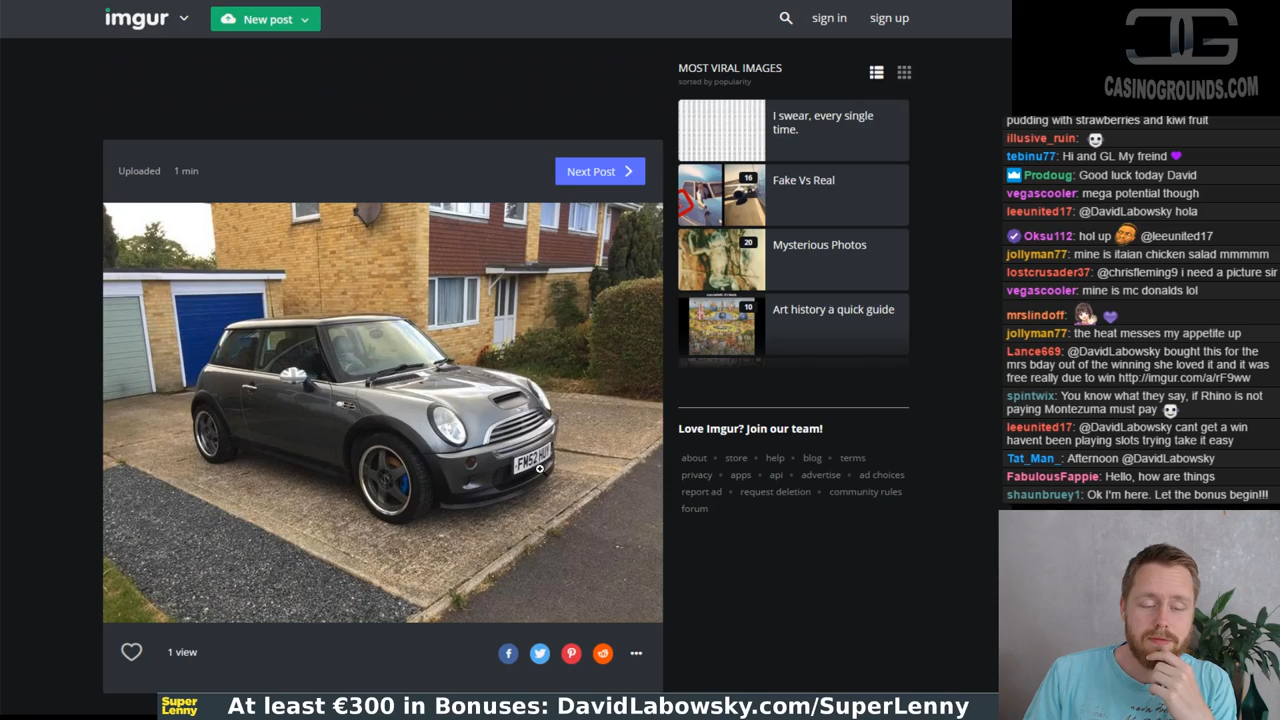 imgur
New post
sign in
sign up
Uploaded 1 min
Next Post
MOST VIRAL IMAGES
sorted by popularity
I swear, every single
time.
16
Fake Vs Real
20
Mysterious Photos
10
Art history a quick guide
Love Imgur? Join our team!
about • store • help • blog • terms
privacy • apps • api • advertise • ad choices
report ad • request deletion • community rules
forum
1 view
CG
CASINOGROUNDS.COM
pudding with strawberries and kiwi fruit
illusive_ruin:
tebinu77: Hi and GL My freind
Prodoug: Good luck today David
vegascooler: mega potential though
leeunited17: @DavidLabowsky hola
Oksu112: hol up @leeunited17
jollyman77: mine is itaian chicken salad mmmmm
lostcrusader37: @chrisfleming9 i need a picture sir
vegascooler: mine is mc donalds lol
mrslindoff:
jollyman77: the heat messes my appetite up
Lance669: @DavidLabowsky bought this for the
mrs bday out of the winning she loved it and it was
free really due to win http://imgur.com/a/rF9ww
spintwix: You know what they say, if Rhino is not
paying Montezuma must pay
leeunited17: @DavidLabowsky cant get a win
havent been playing slots trying take it easy
Tat_Man_: Afternoon @DavidLabowsky
FabulousFappie: Hello, how are things
shaunbruey1: Ok I'm here. Let the bonus begin!!!
Super
Lenny
At least €300 in Bonuses: DavidLabowsky.com/SuperLenny